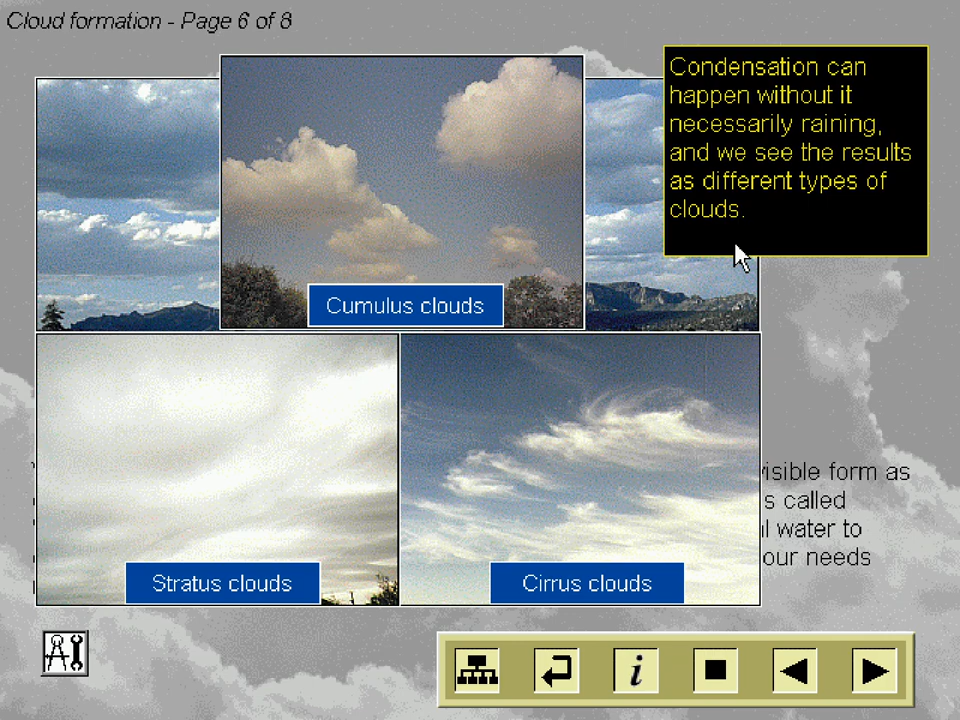 Cloud formation - Page 6 of 8
Condensation can
happen without it
necessarily raining,
and we see the results
as different types of
clouds.
Cumulus clouds
visible form as
s called
water to
our needs
Stratus clouds
Cirrus clouds
i